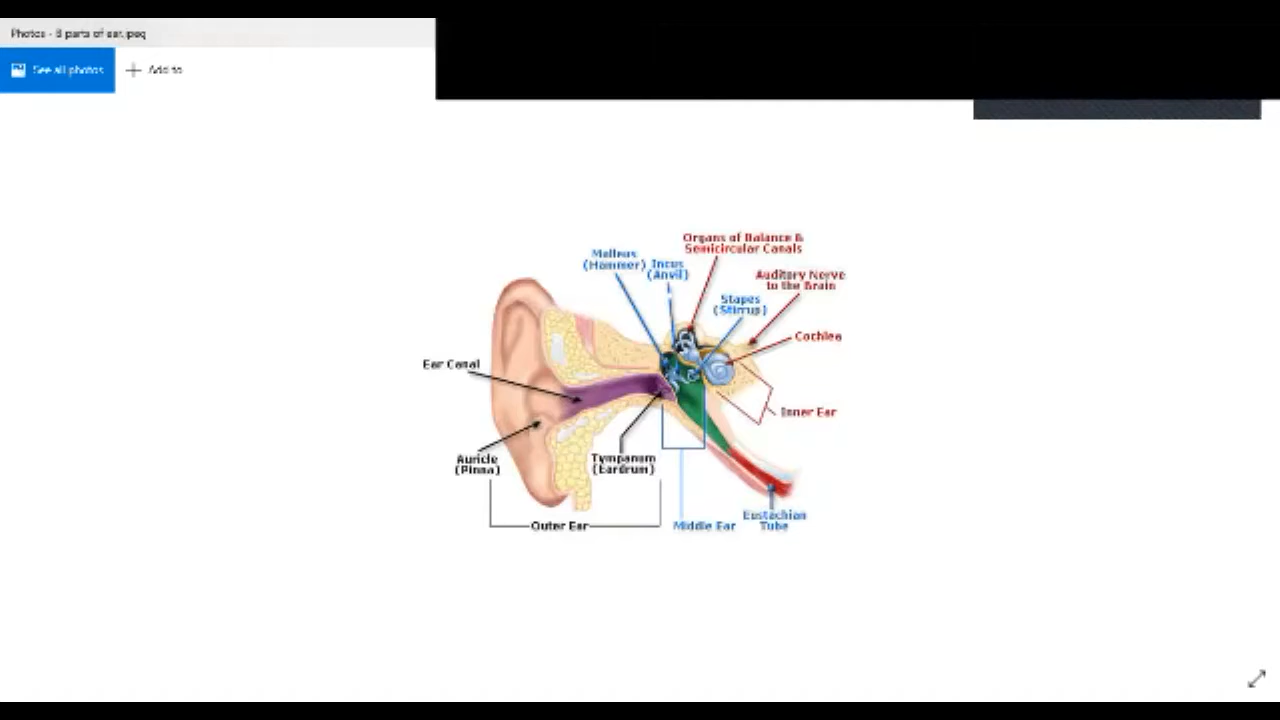 Photos - 8 parts of ear.jpeg
See all photos
Add to
Organs of Balance &
Semicircular Canals
Malleus
(Hammer)
Incus
(Anvil)
Auditory Nerve
to the Brain
Stapes
(Stirrup)
Cochlea
Ear Canal
Inner Ear
Auricle
(Pinna)
Tympanum
(Eardrum)
Outer Ear
Middle Ear
Eustachian
Tube